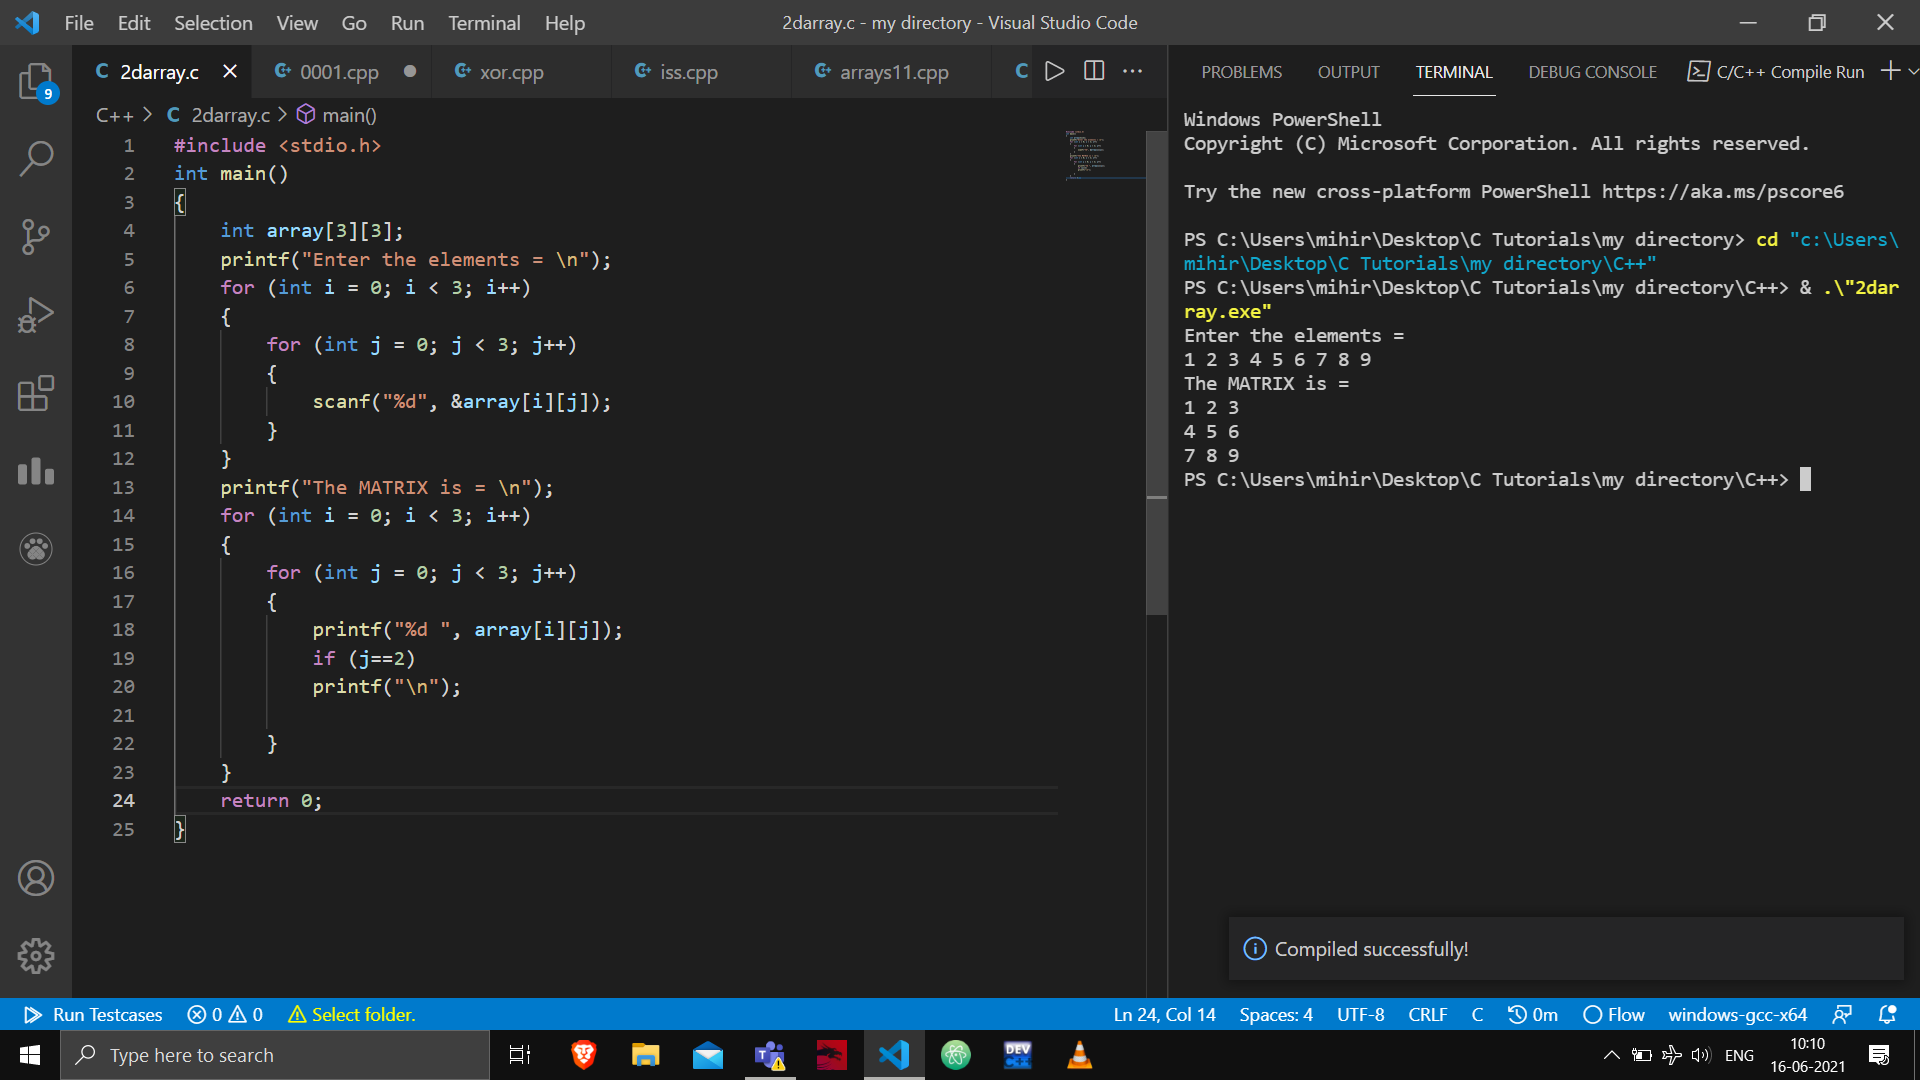 File Edit Selection View Go Run Terminal Help
2darray.c - my directory - Visual Studio Code
2darray.c 0001.cpp xor.cpp iss.cpp arrays11.cpp
C++ > C 2darray.c > main()
1 #include <stdio.h>
2 int main()
3 {
4 int array[3][3];
5 printf("Enter the elements = \n");
6 for (int i = 0; i < 3; i++)
7 {
8 for (int j = 0; j < 3; j++)
9 {
10 scanf("%d", &array[i][j]);
11 }
12 }
13 printf("The MATRIX is = \n");
14 for (int i = 0; i < 3; i++)
15 {
16 for (int j = 0; j < 3; j++)
17 {
18 printf("%d ", array[i][j]);
19 if (j==2)
20 printf("\n");
21
22 }
23 }
24 return 0;
25 }
PROBLEMS OUTPUT TERMINAL DEBUG CONSOLE C/C++ Compile Run
Windows PowerShell
Copyright (C) Microsoft Corporation. All rights reserved.
Try the new cross-platform PowerShell https://aka.ms/pscore6
PS C:\Users\mihir\Desktop\C Tutorials\my directory> cd "c:\Users\
mihir\Desktop\C Tutorials\my directory\C++"
PS C:\Users\mihir\Desktop\C Tutorials\my directory\C++> & .\"2dar
ray.exe"
Enter the elements =
1 2 3 4 5 6 7 8 9
The MATRIX is =
1 2 3
4 5 6
7 8 9
PS C:\Users\mihir\Desktop\C Tutorials\my directory\C++>
Compiled successfully!
9
Run Testcases 0 0 Select folder. Ln 24, Col 14 Spaces: 4 UTF-8 CRLF C 0m Flow windows-gcc-x64
Type here to search
DEV C++
ENG
10:10
16-06-2021